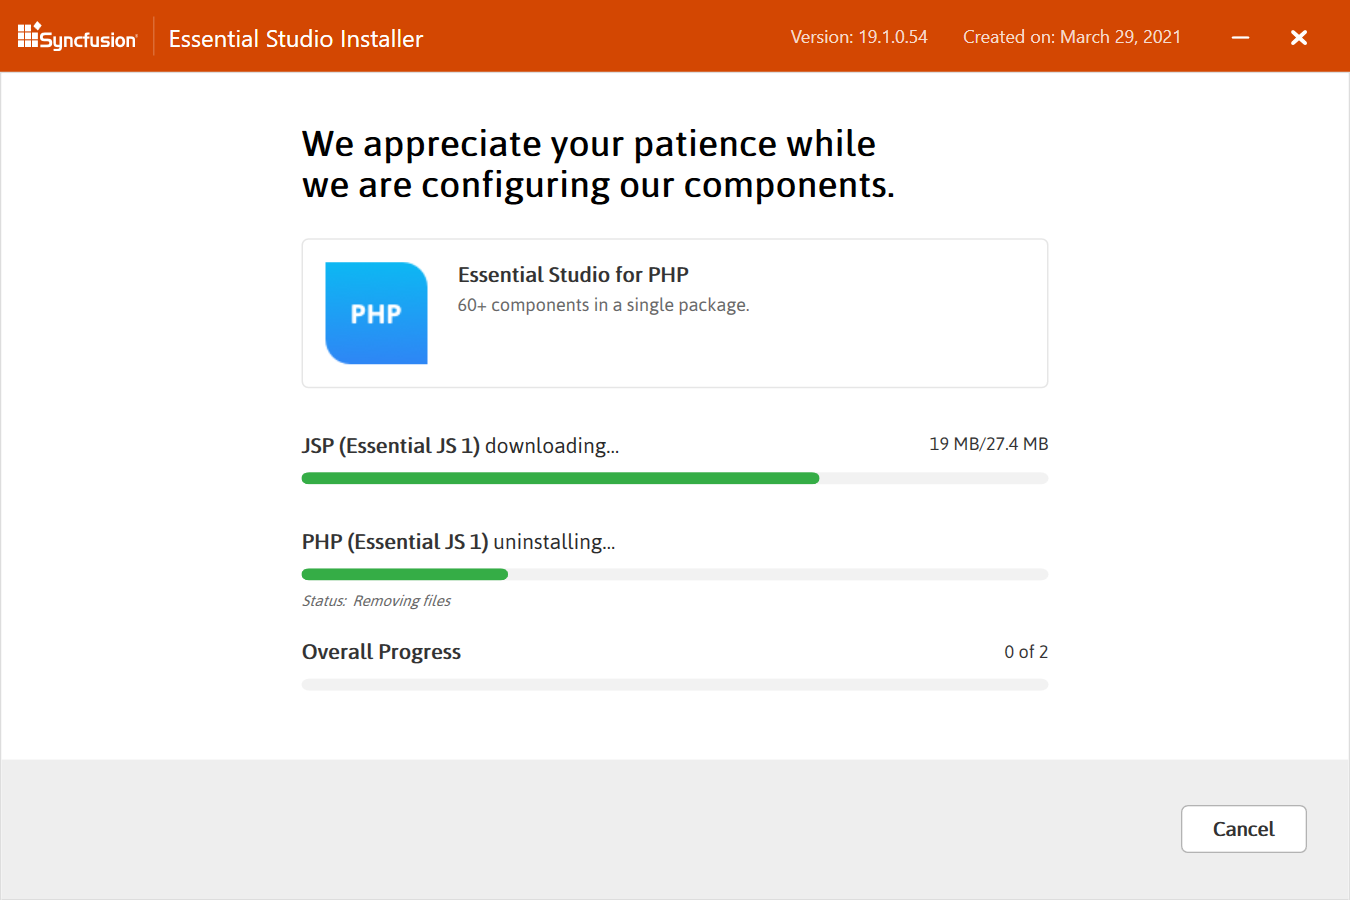 Syncfusion
Essential Studio Installer
Version: 19.1.0.54
Created on: March 29, 2021
We appreciate your patience while
we are configuring our components.
PHP
Essential Studio for PHP
60+ components in a single package.
JSP (Essential JS 1) downloading...
19 MB/27.4 MB
PHP (Essential JS 1) uninstalling...
Status: Removing files
Overall Progress
0 of 2
Cancel